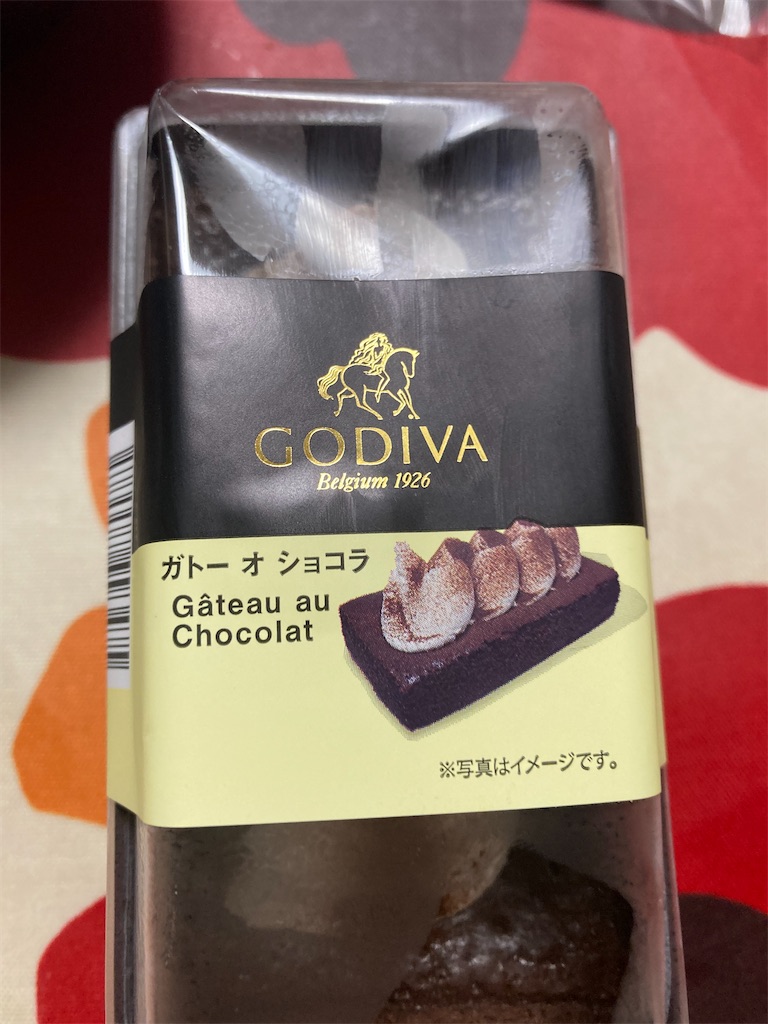 GODIVA
Belgium 1926
ガトー オ ショコラ
Gâteau au
Chocolat
※写真はイメージです。